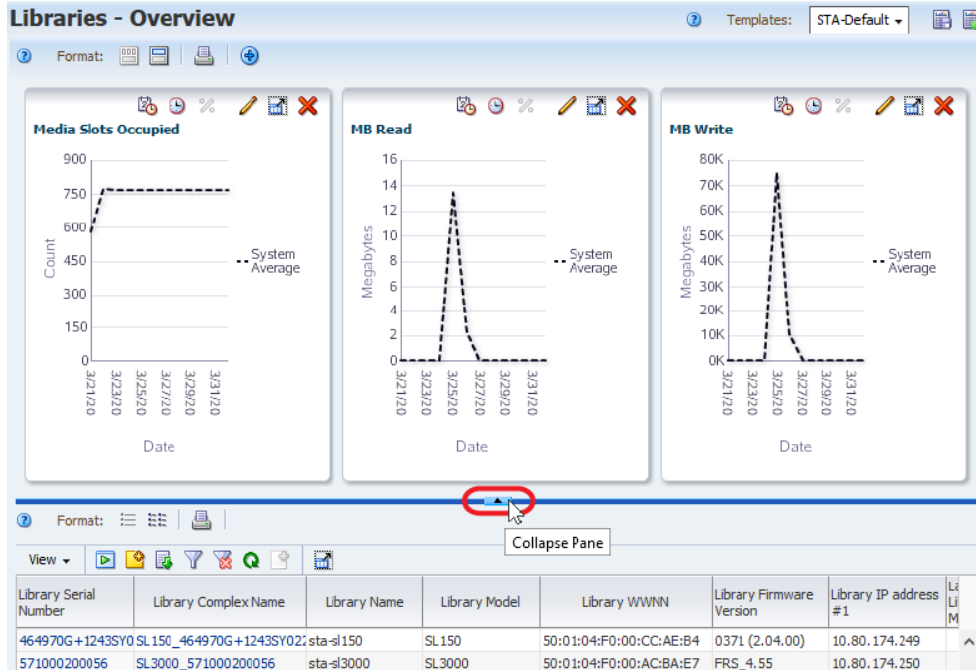 Libraries - Overview
Templates: STA-Default
Format:
Media Slots Occupied
900
750
600
450
300
150
0
Count
System
Average
3/21/20
3/23/20
3/25/20
3/27/20
3/29/20
3/31/20
Date
MB Read
16
14
12
10
8
6
4
2
0
Megabytes
System
Average
3/21/20
3/23/20
3/25/20
3/27/20
3/29/20
3/31/20
Date
MB Write
80K
70K
60K
50K
40K
30K
20K
10K
0K
Megabytes
System
Average
3/21/20
3/23/20
3/25/20
3/27/20
3/29/20
3/31/20
Date
Collapse Pane
Format:
View
Library Serial
Number
Library Complex Name
Library Name
Library Model
Library WWNN
Library Firmware
Version
Library IP address
#1
La
Li
M
464970G+1243SY0 SL150_464970G+1243SY022 sta-sl150 SL150 50:01:04:F0:00:CC:AE:B4 0371 (2.04.00) 10.80.174.249
571000200056 SL3000_571000200056 sta-sl3000 SL3000 50:01:04:F0:00:AC:BA:E7 FRS_4.55 10.80.174.250